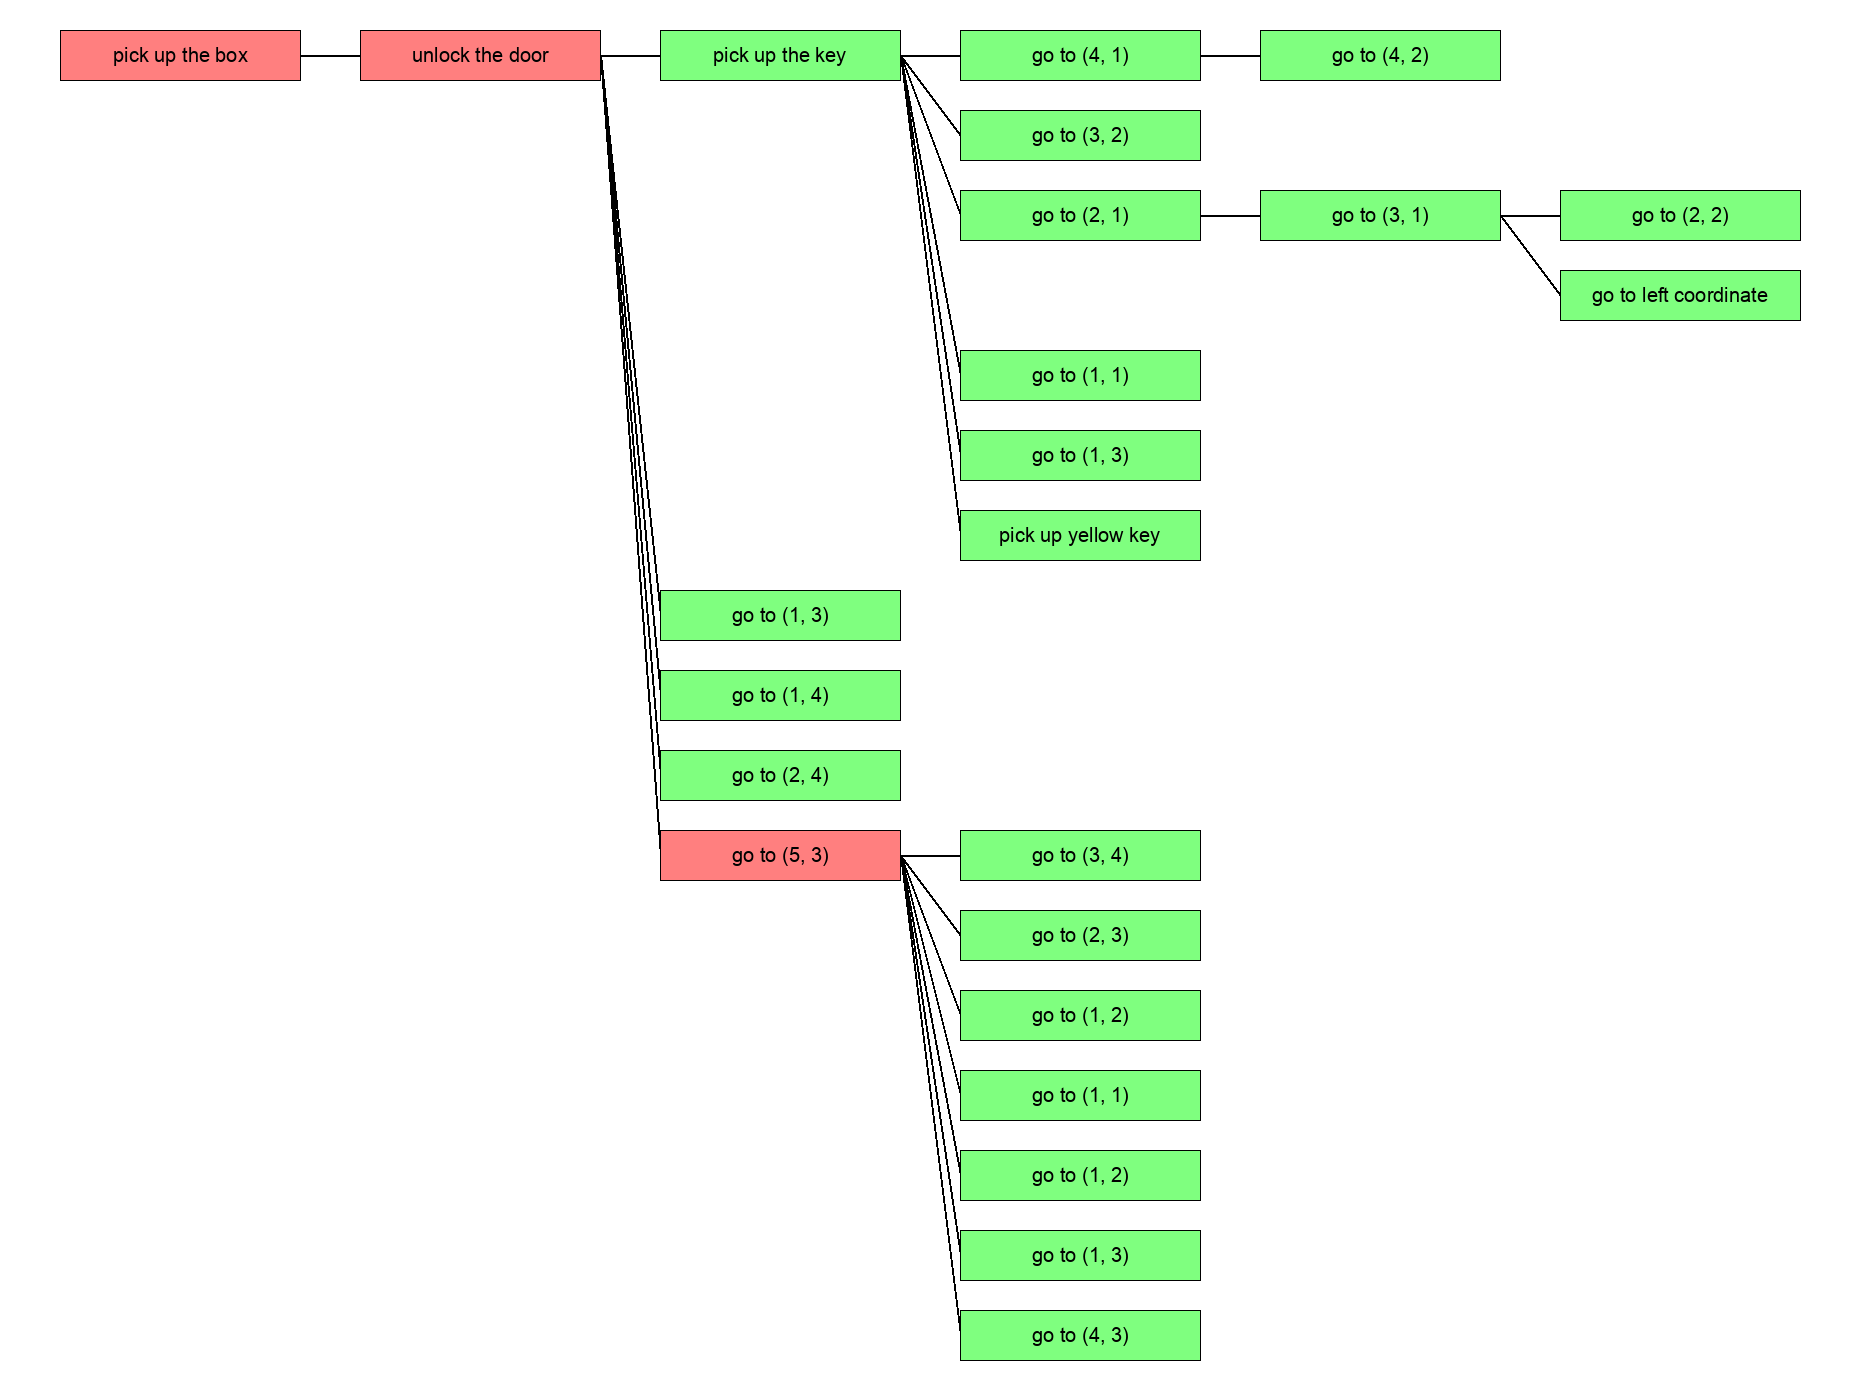 pick up the box
unlock the door
pick up the key
go to (4, 1)
go to (4, 2)
go to (3, 2)
go to (2, 1)
go to (3, 1)
go to (2, 2)
go to left coordinate
go to (1, 1)
go to (1, 3)
pick up yellow key
go to (1, 3)
go to (1, 4)
go to (2, 4)
go to (5, 3)
go to (3, 4)
go to (2, 3)
go to (1, 2)
go to (1, 1)
go to (1, 2)
go to (1, 3)
go to (4, 3)